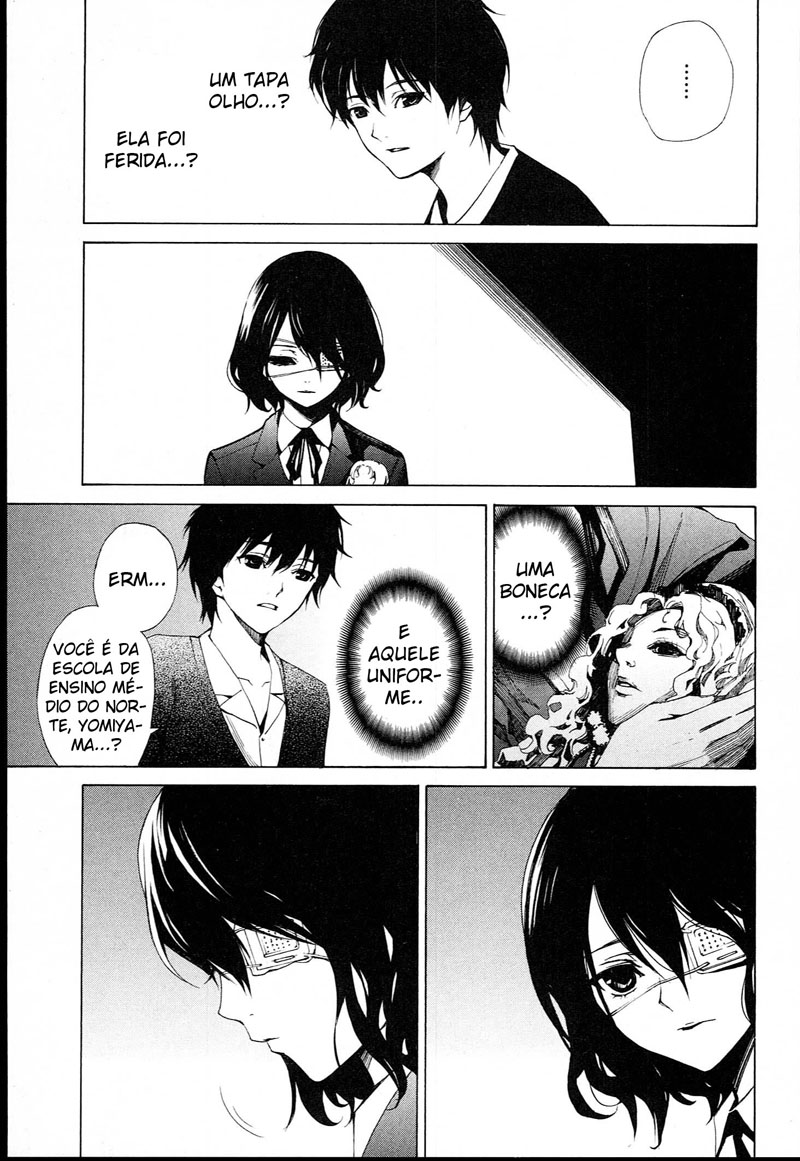 ......
UM TAPA
OLHO...?
ELA FOI
FERIDA...?
UMA
BONECA
...?
E
AQUELE
UNIFOR-
ME..
ERM...
VOCÊ É DA
ESCOLA DE
ENSINO MÉ-
DIO DO NOR-
TE, YOMIYA-
MA...?